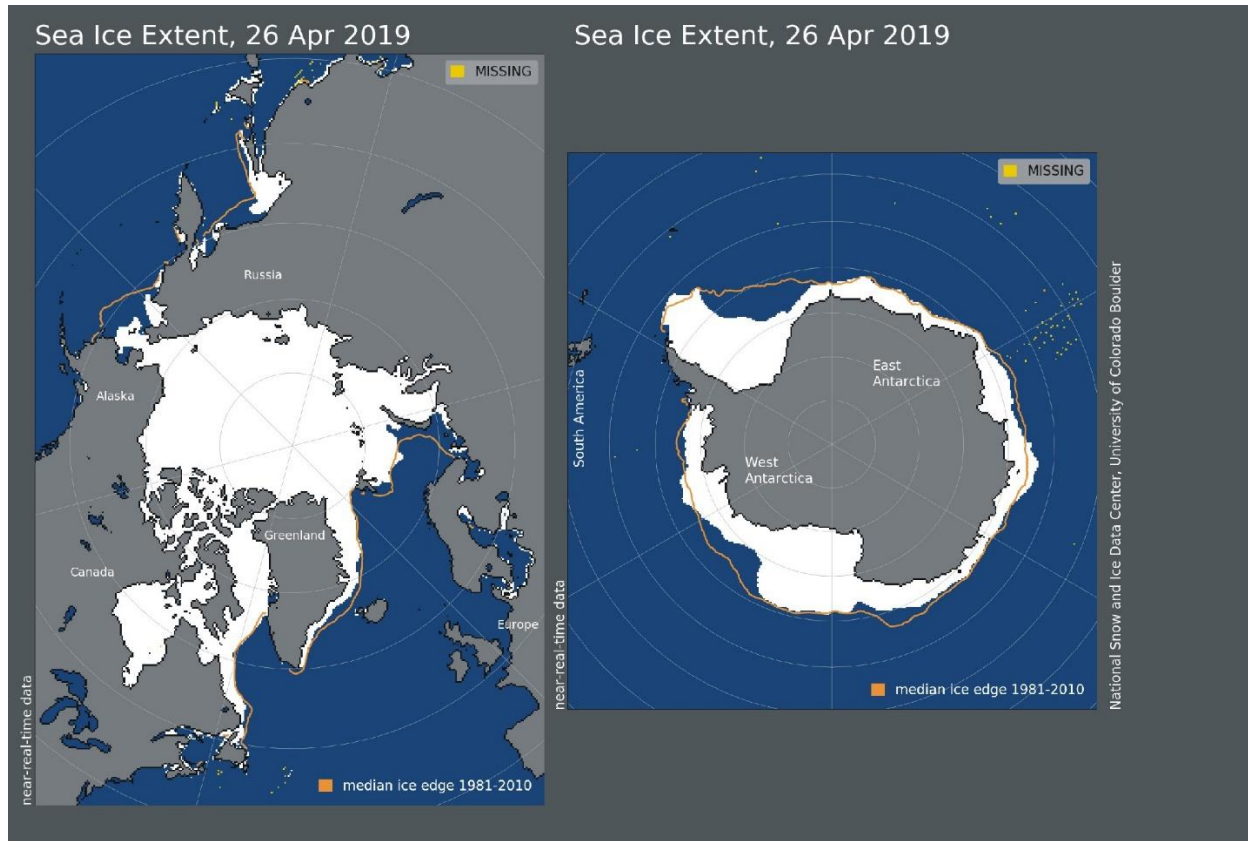 Sea Ice Extent, 26 Apr 2019
MISSING
Russia
Alaska
Greenland
Canada
Europe
near-real-time data
median ice edge 1981-2010
Sea Ice Extent, 26 Apr 2019
MISSING
East
Antarctica
South America
West
Antarctica
near-real-time data
median ice edge 1981-2010
National Snow and Ice Data Center, University of Colorado Boulder